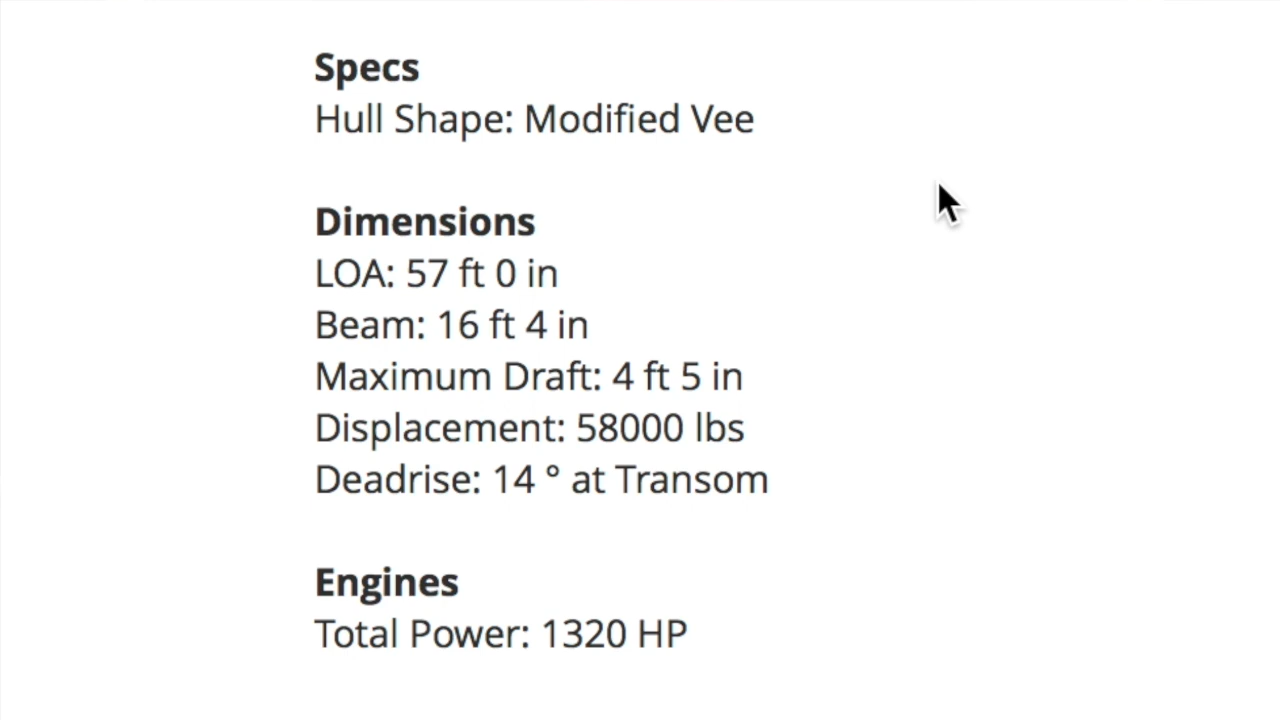 Specs
Hull Shape: Modified Vee
Dimensions
LOA: 57 ft 0 in
Beam: 16 ft 4 in
Maximum Draft: 4 ft 5 in
Displacement: 58000 lbs
Deadrise: 14 ° at Transom
Engines
Total Power: 1320 HP